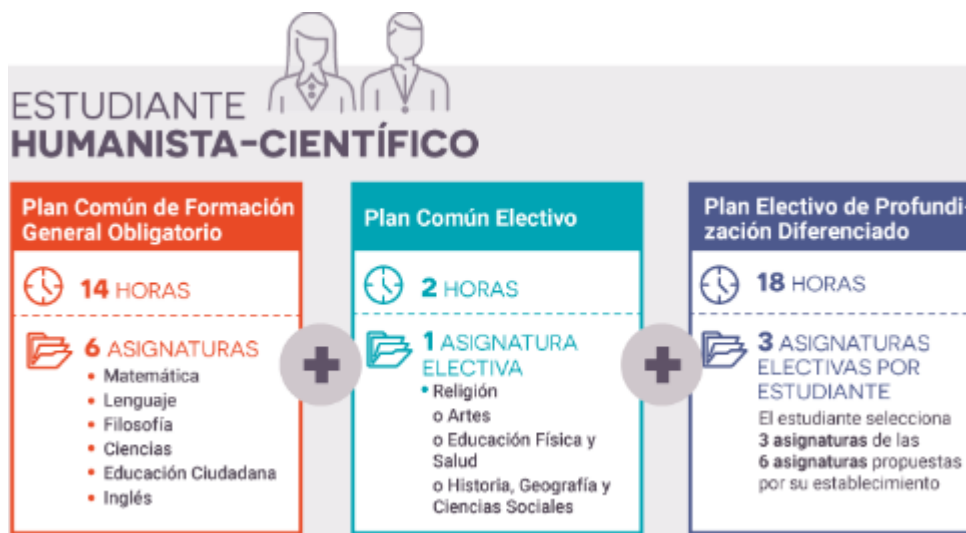 ESTUDIANTE
HUMANISTA-CIENTÍFICO
Plan Común de Formación
General Obligatorio
14 HORAS
6 ASIGNATURAS
• Matemática
• Lenguaje
• Filosofía
• Ciencias
• Educación Ciudadana
• Inglés
+
Plan Común Electivo
2 HORAS
1 ASIGNATURA
ELECTIVA
• Religión
o Artes
o Educación Física y
Salud
o Historia, Geografía y
Ciencias Sociales
+
Plan Electivo de Profundi-
zación Diferenciado
18 HORAS
3 ASIGNATURAS
ELECTIVAS POR
ESTUDIANTE
El estudiante selecciona
3 asignaturas de las
6 asignaturas propuestas
por su establecimiento